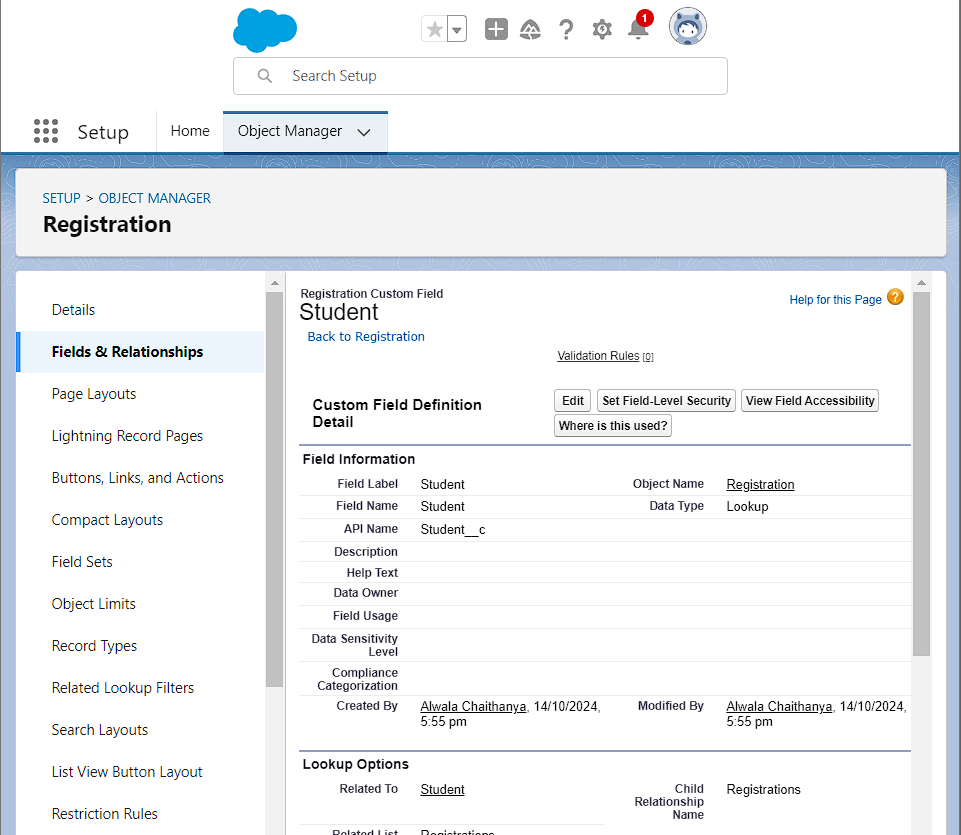 1
Search Setup
Setup
Home
Object Manager
SETUP > OBJECT MANAGER
Registration
Details
Fields & Relationships
Page Layouts
Lightning Record Pages
Buttons, Links, and Actions
Compact Layouts
Field Sets
Object Limits
Record Types
Related Lookup Filters
Search Layouts
List View Button Layout
Restriction Rules
Registration Custom Field
Student
Help for this Page ?
Back to Registration
Validation Rules [0]
Custom Field Definition
Detail
Edit
Set Field-Level Security
View Field Accessibility
Where is this used?
Field Information
Field Label Student Object Name Registration
Field Name Student Data Type Lookup
API Name Student__c
Description
Help Text
Data Owner
Field Usage
Data Sensitivity
Level
Compliance
Categorization
Created By Alwala Chaithanya, 14/10/2024,
5:55 pm
Modified By Alwala Chaithanya, 14/10/2024,
5:55 pm
Lookup Options
Related To Student
Child
Relationship
Name
Registrations
Related List Registrations